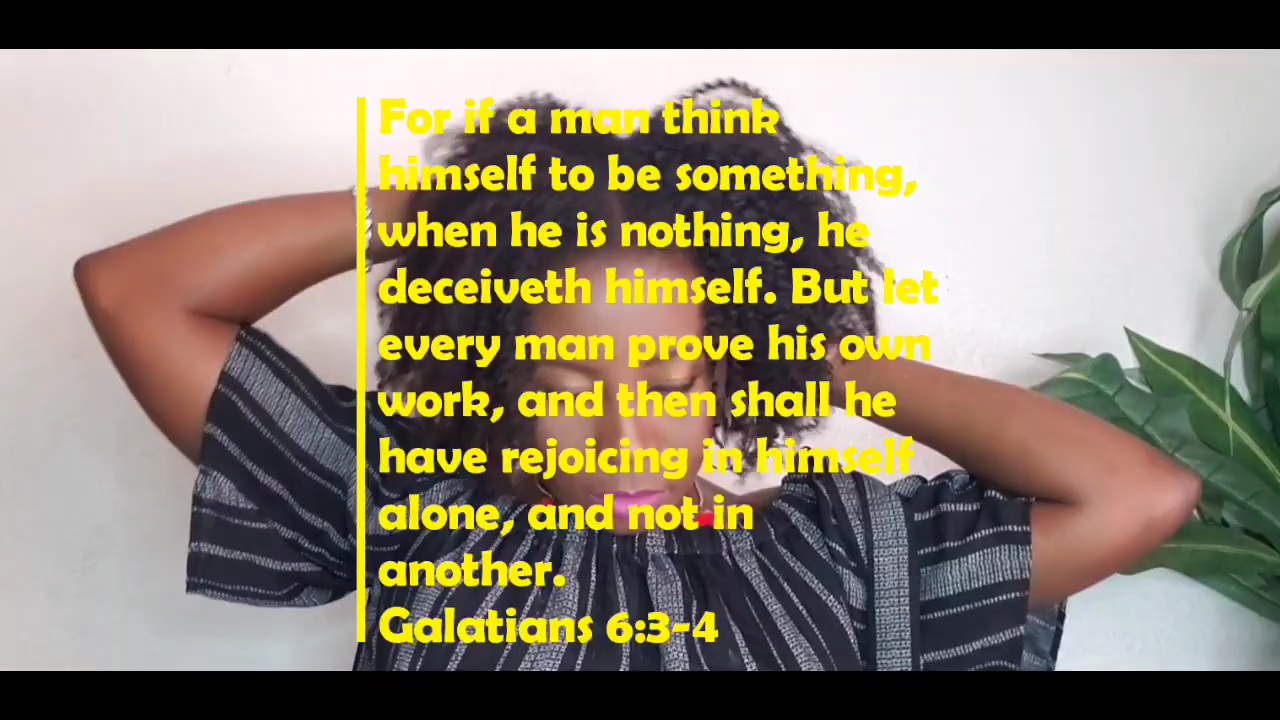 For if a man think
himself to be something,
when he is nothing, he
deceiveth himself. But let
every man prove his own
work, and then shall he
have rejoicing in himself
alone, and not in
another.
Galatians 6:3-4